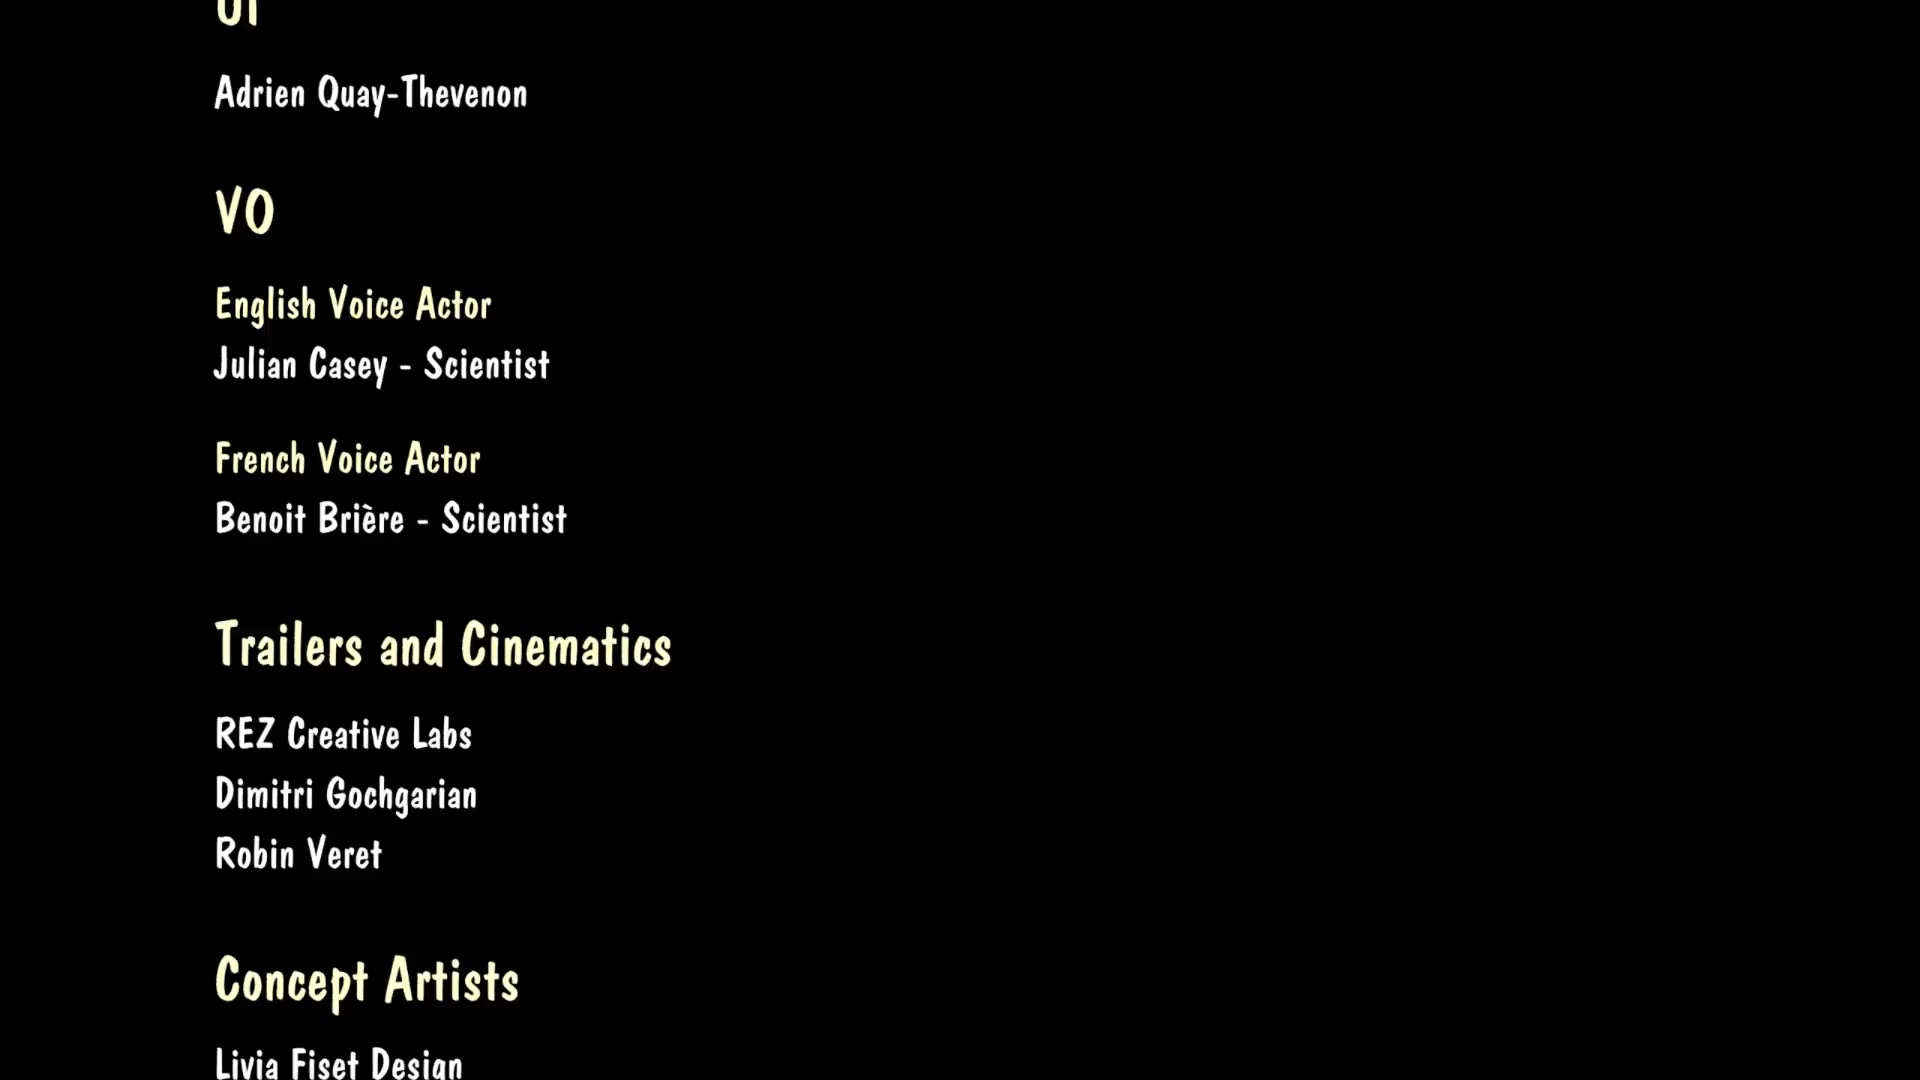 UI
Adrien Quay-Thevenon
VO
English Voice Actor
Julian Casey - Scientist
French Voice Actor
Benoit Brière - Scientist
Trailers and Cinematics
REZ Creative Labs
Dimitri Gochgarian
Robin Veret
Concept Artists
Livia Fiset Design